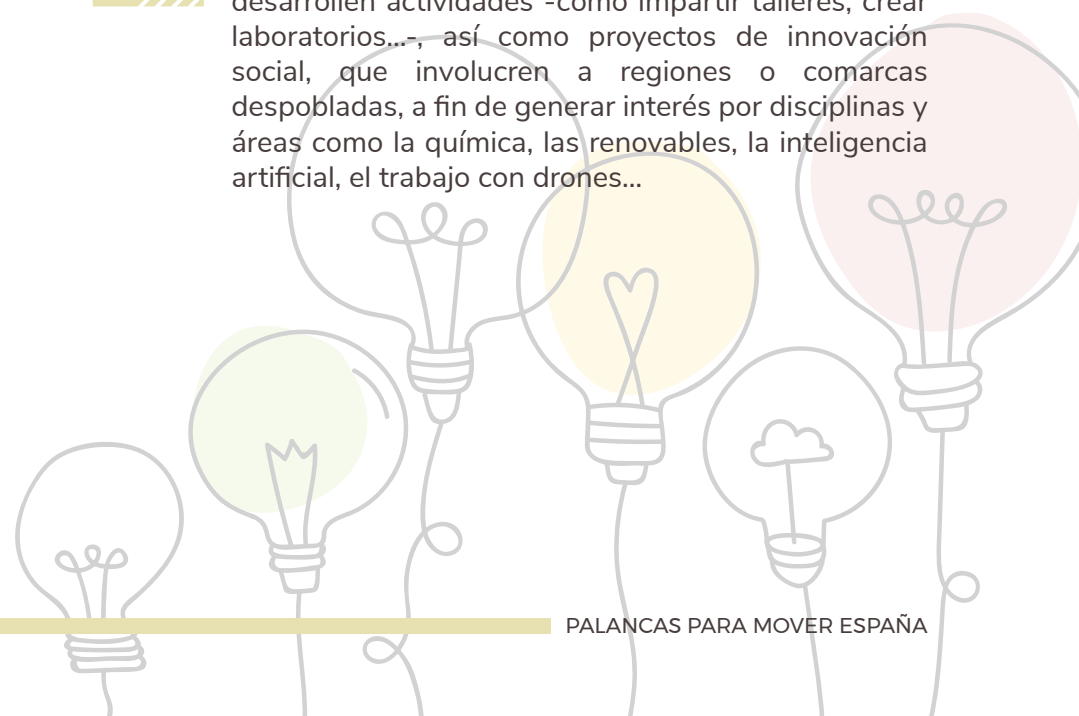 desarrollen actividades -como impartir talleres, crear
laboratorios...-, así como proyectos de innovación
social, que involucren a regiones o comarcas
despobladas, a fin de generar interés por disciplinas y
áreas como la química, las renovables, la inteligencia
artificial, el trabajo con drones...
PALANCAS PARA MOVER ESPAÑA